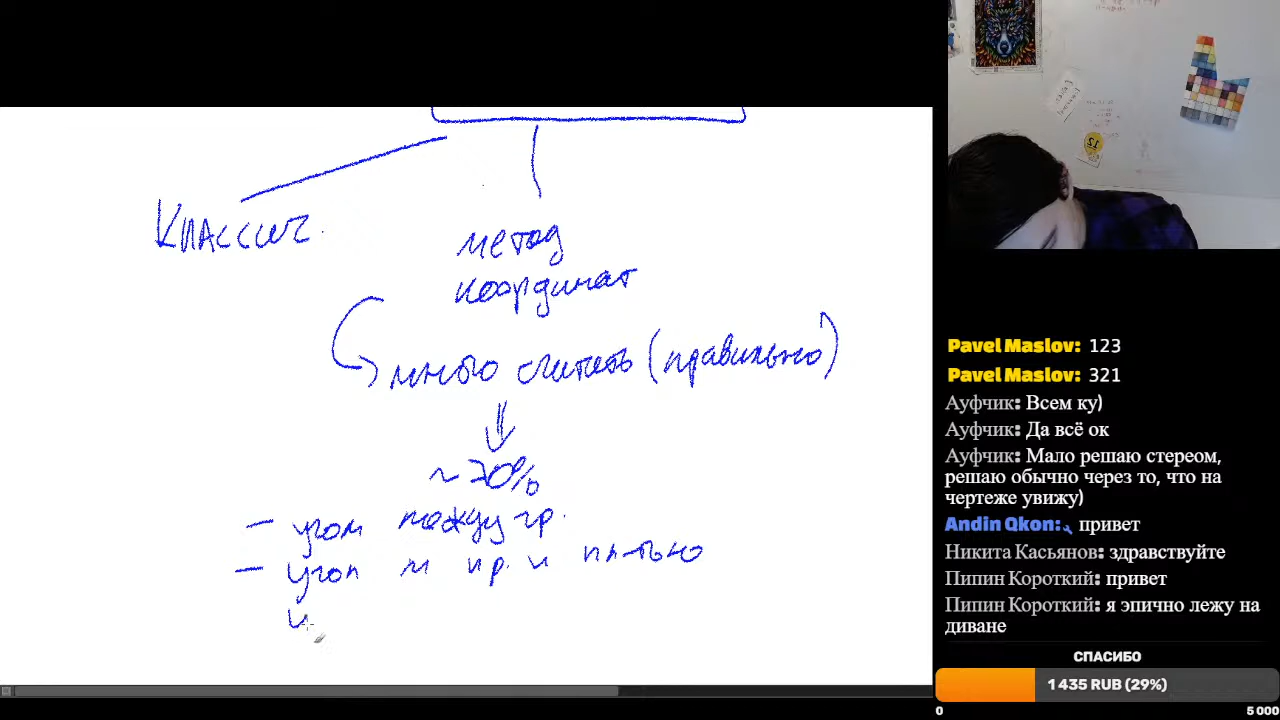 Классич.
метод
координат
много считать (правильно)
~70%
– угол между пр.
– угол м пр. и пл-тью
Pavel Maslov: 123
Pavel Maslov: 321
Ауфчик: Всем ку)
Ауфчик: Да всё ок
Ауфчик: Мало решаю стереом,
решаю обычно через то, что на
чертеже увижу)
Andin Qkon: привет
Никита Касьянов: здравствуйте
Пипин Короткий: привет
Пипин Короткий: я эпично лежу на
диване
СПАСИБО
1 435 RUB (29%)
0 5 000